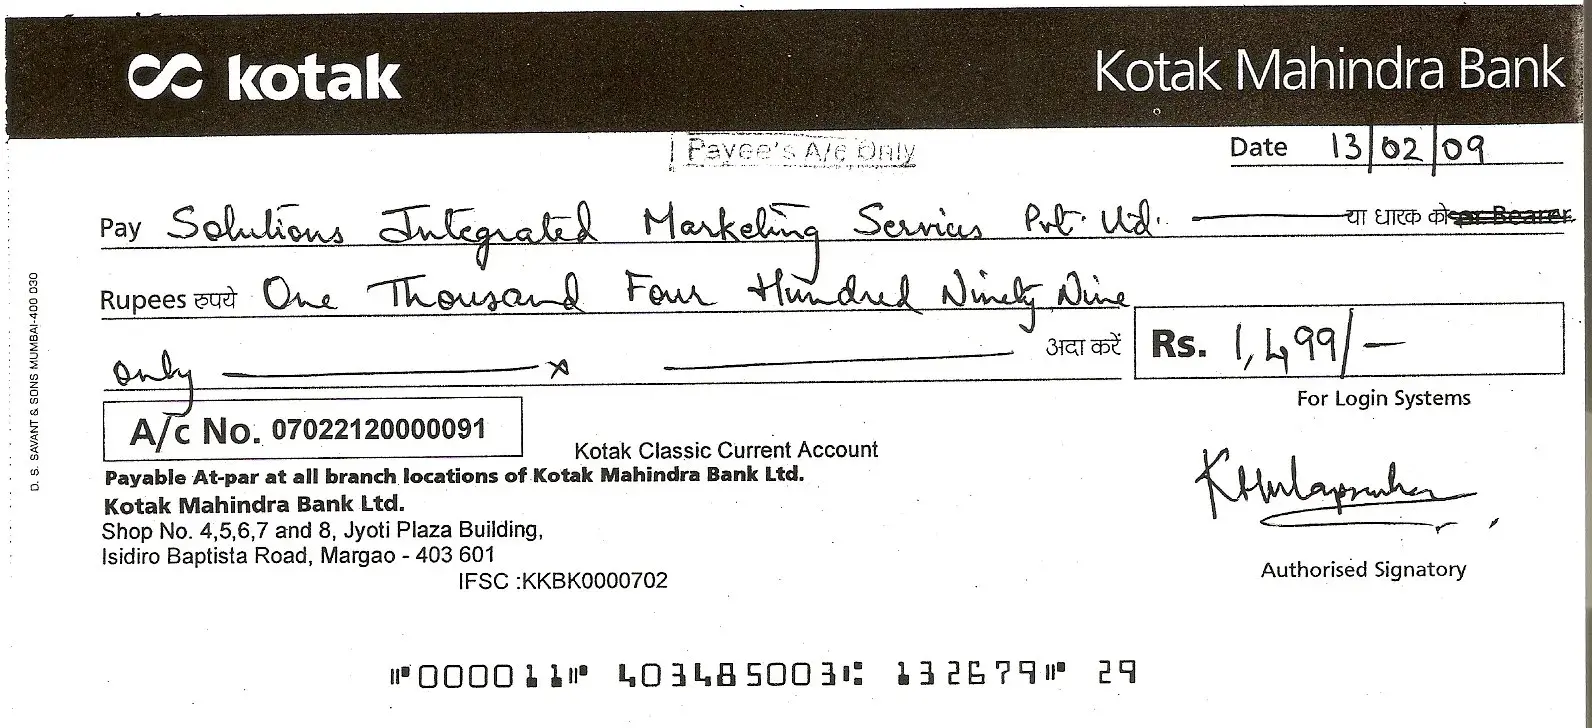 kotak Kotak Mahindra Bank
Payee's A/c Only
Date 13/02/09
Pay Solutions Integrated Marketing Services Pvt. Ltd. या धारक को or Bearer
Rupees रुपये One Thousand Four Hundred Ninety Nine
only अदा करें Rs. 1,499/-
For Login Systems
A/c No. 07022120000091
Kotak Classic Current Account
Payable At-par at all branch locations of Kotak Mahindra Bank Ltd.
Kotak Mahindra Bank Ltd.
Shop No. 4,5,6,7 and 8, Jyoti Plaza Building,
Isidiro Baptista Road, Margao - 403 601
IFSC :KKBK0000702
Authorised Signatory
⑈000011⑈ 403485003⑆ 132679⑈ 29
D. S. SAVANT & SONS MUMBAI-400 030